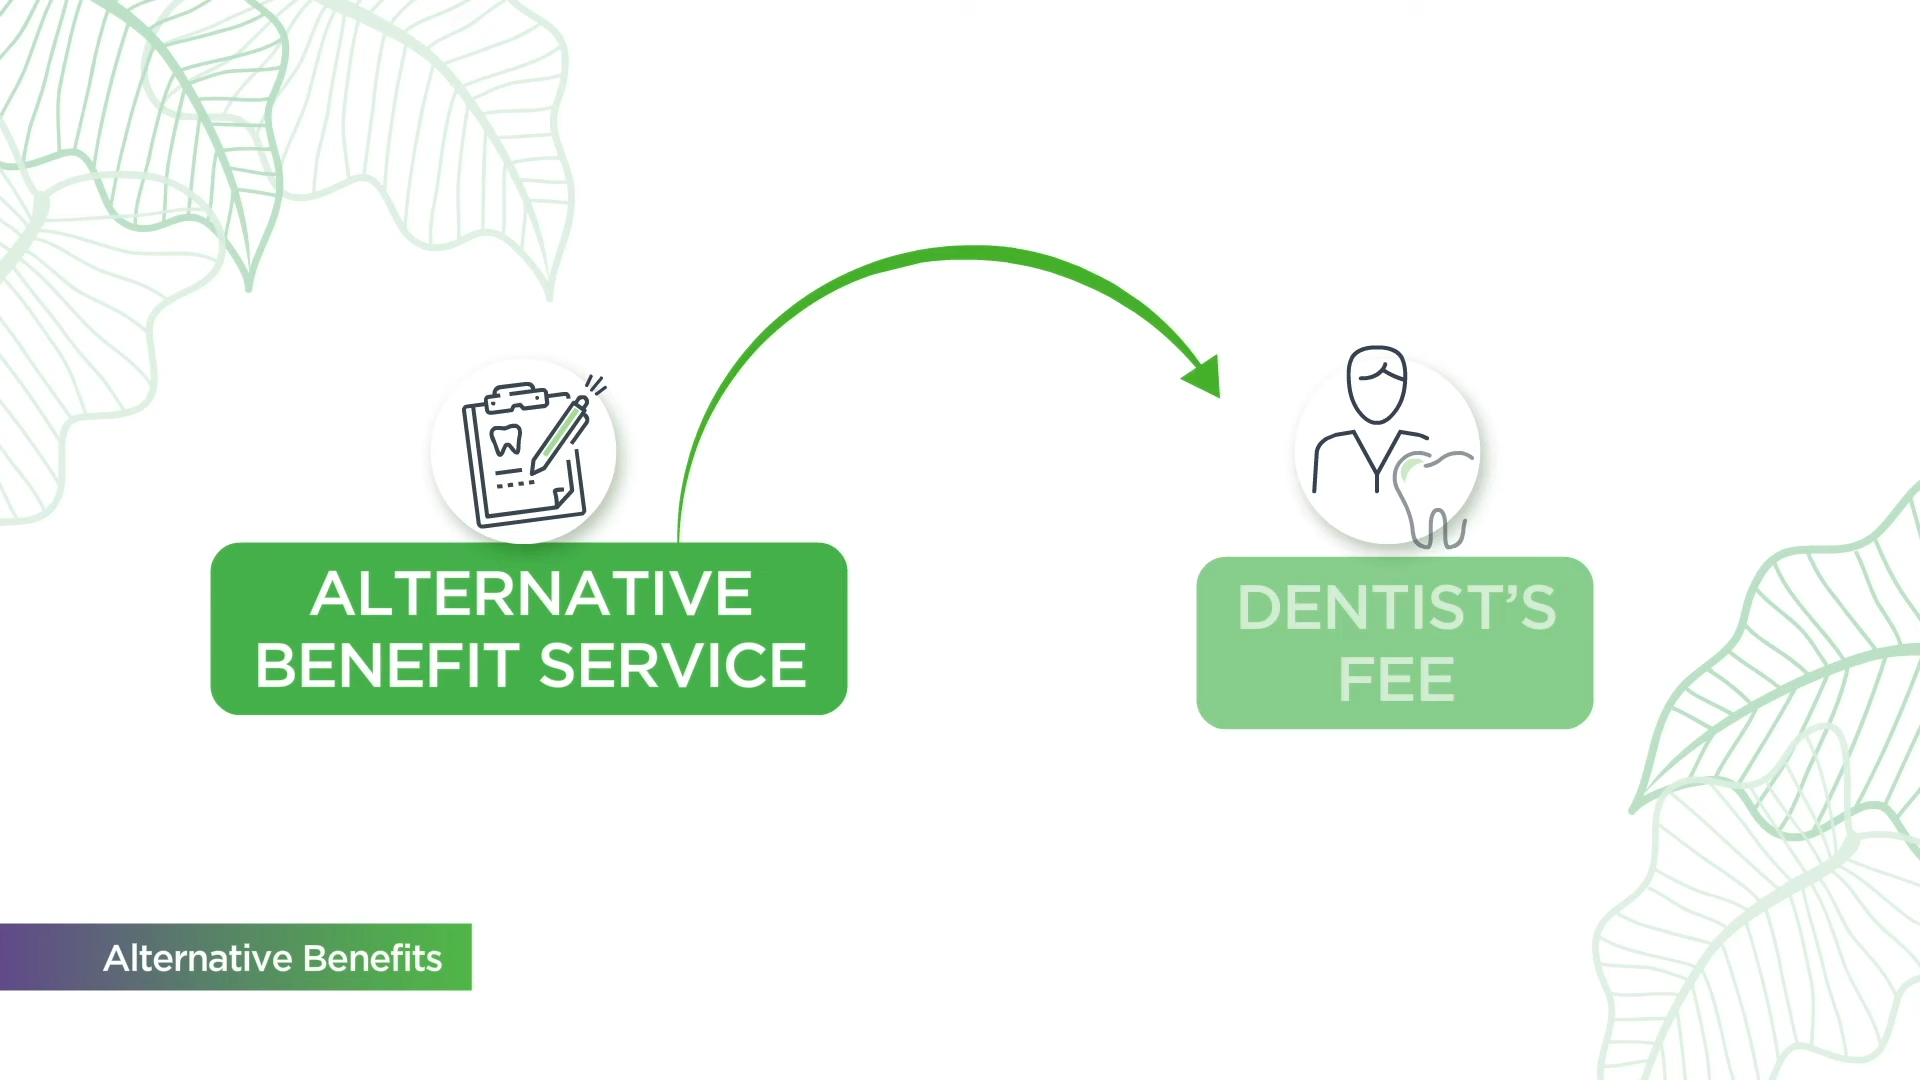 ALTERNATIVE
BENEFIT SERVICE
DENTIST’S
FEE
Alternative Benefits